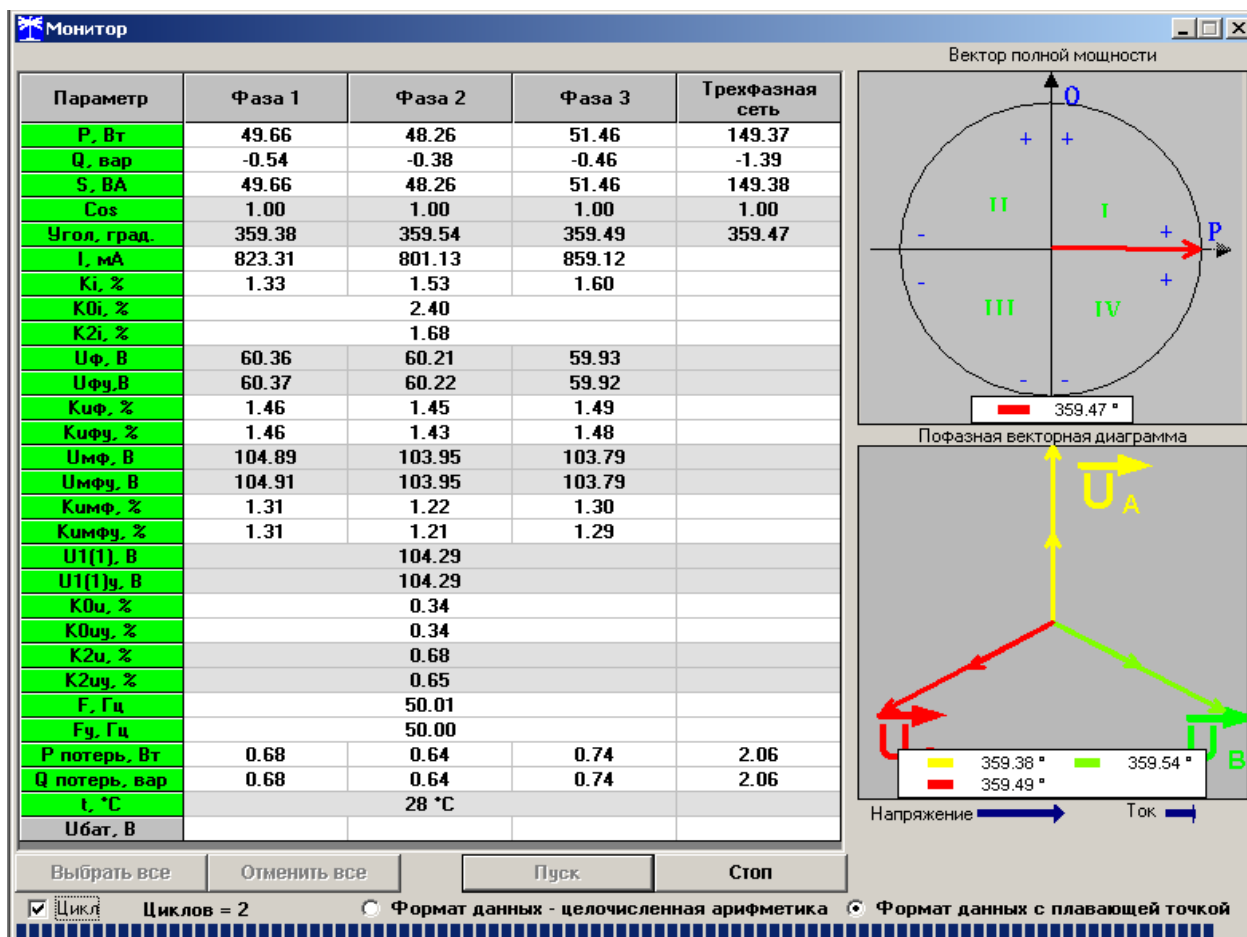 Монитор
Параметр Фаза 1 Фаза 2 Фаза 3 Трехфазная сеть
P, Вт 49.66 48.26 51.46 149.37
Q, вар -0.54 -0.38 -0.46 -1.39
S, ВА 49.66 48.26 51.46 149.38
Cos 1.00 1.00 1.00 1.00
Угол, град. 359.38 359.54 359.49 359.47
I, мА 823.31 801.13 859.12
Ki, % 1.33 1.53 1.60
K0i, % 2.40
K2i, % 1.68
Uф, В 60.36 60.21 59.93
Uфу,В 60.37 60.22 59.92
Kuф, % 1.46 1.45 1.49
Kuфу, % 1.46 1.43 1.48
Uмф, В 104.89 103.95 103.79
Uмфу, В 104.91 103.95 103.79
Kuмф, % 1.31 1.22 1.30
Kuмфу, % 1.31 1.21 1.29
U1(1), В 104.29
U1(1)у, В 104.29
K0u, % 0.34
K0uу, % 0.34
K2u, % 0.68
K2uу, % 0.65
F, Гц 50.01
Fу, Гц 50.00
P потерь, Вт 0.68 0.64 0.74 2.06
Q потерь, вар 0.68 0.64 0.74 2.06
t, °C 28 °C
Uбат, В
Вектор полной мощности
Q
+ +
II I
- + P
- +
III IV
- -
359.47 °
Пофазная векторная диаграмма
U A
U U B
359.38 ° 359.54 °
359.49 °
Напряжение Ток
Выбрать все Отменить все Пуск Стоп
Цикл Циклов = 2 Формат данных - целочисленная арифметика Формат данных с плавающей точкой